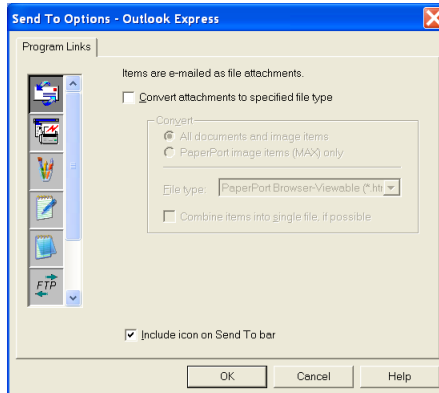 Send To Options - Outlook Express
Program Links
Items are e-mailed as file attachments.
Convert attachments to specified file type
Convert
All documents and image items
PaperPort image items (MAX) only
File type: PaperPort Browser-Viewable (*.htn
Combine items into single file, if possible
FTP
Include icon on Send To bar
OK Cancel Help